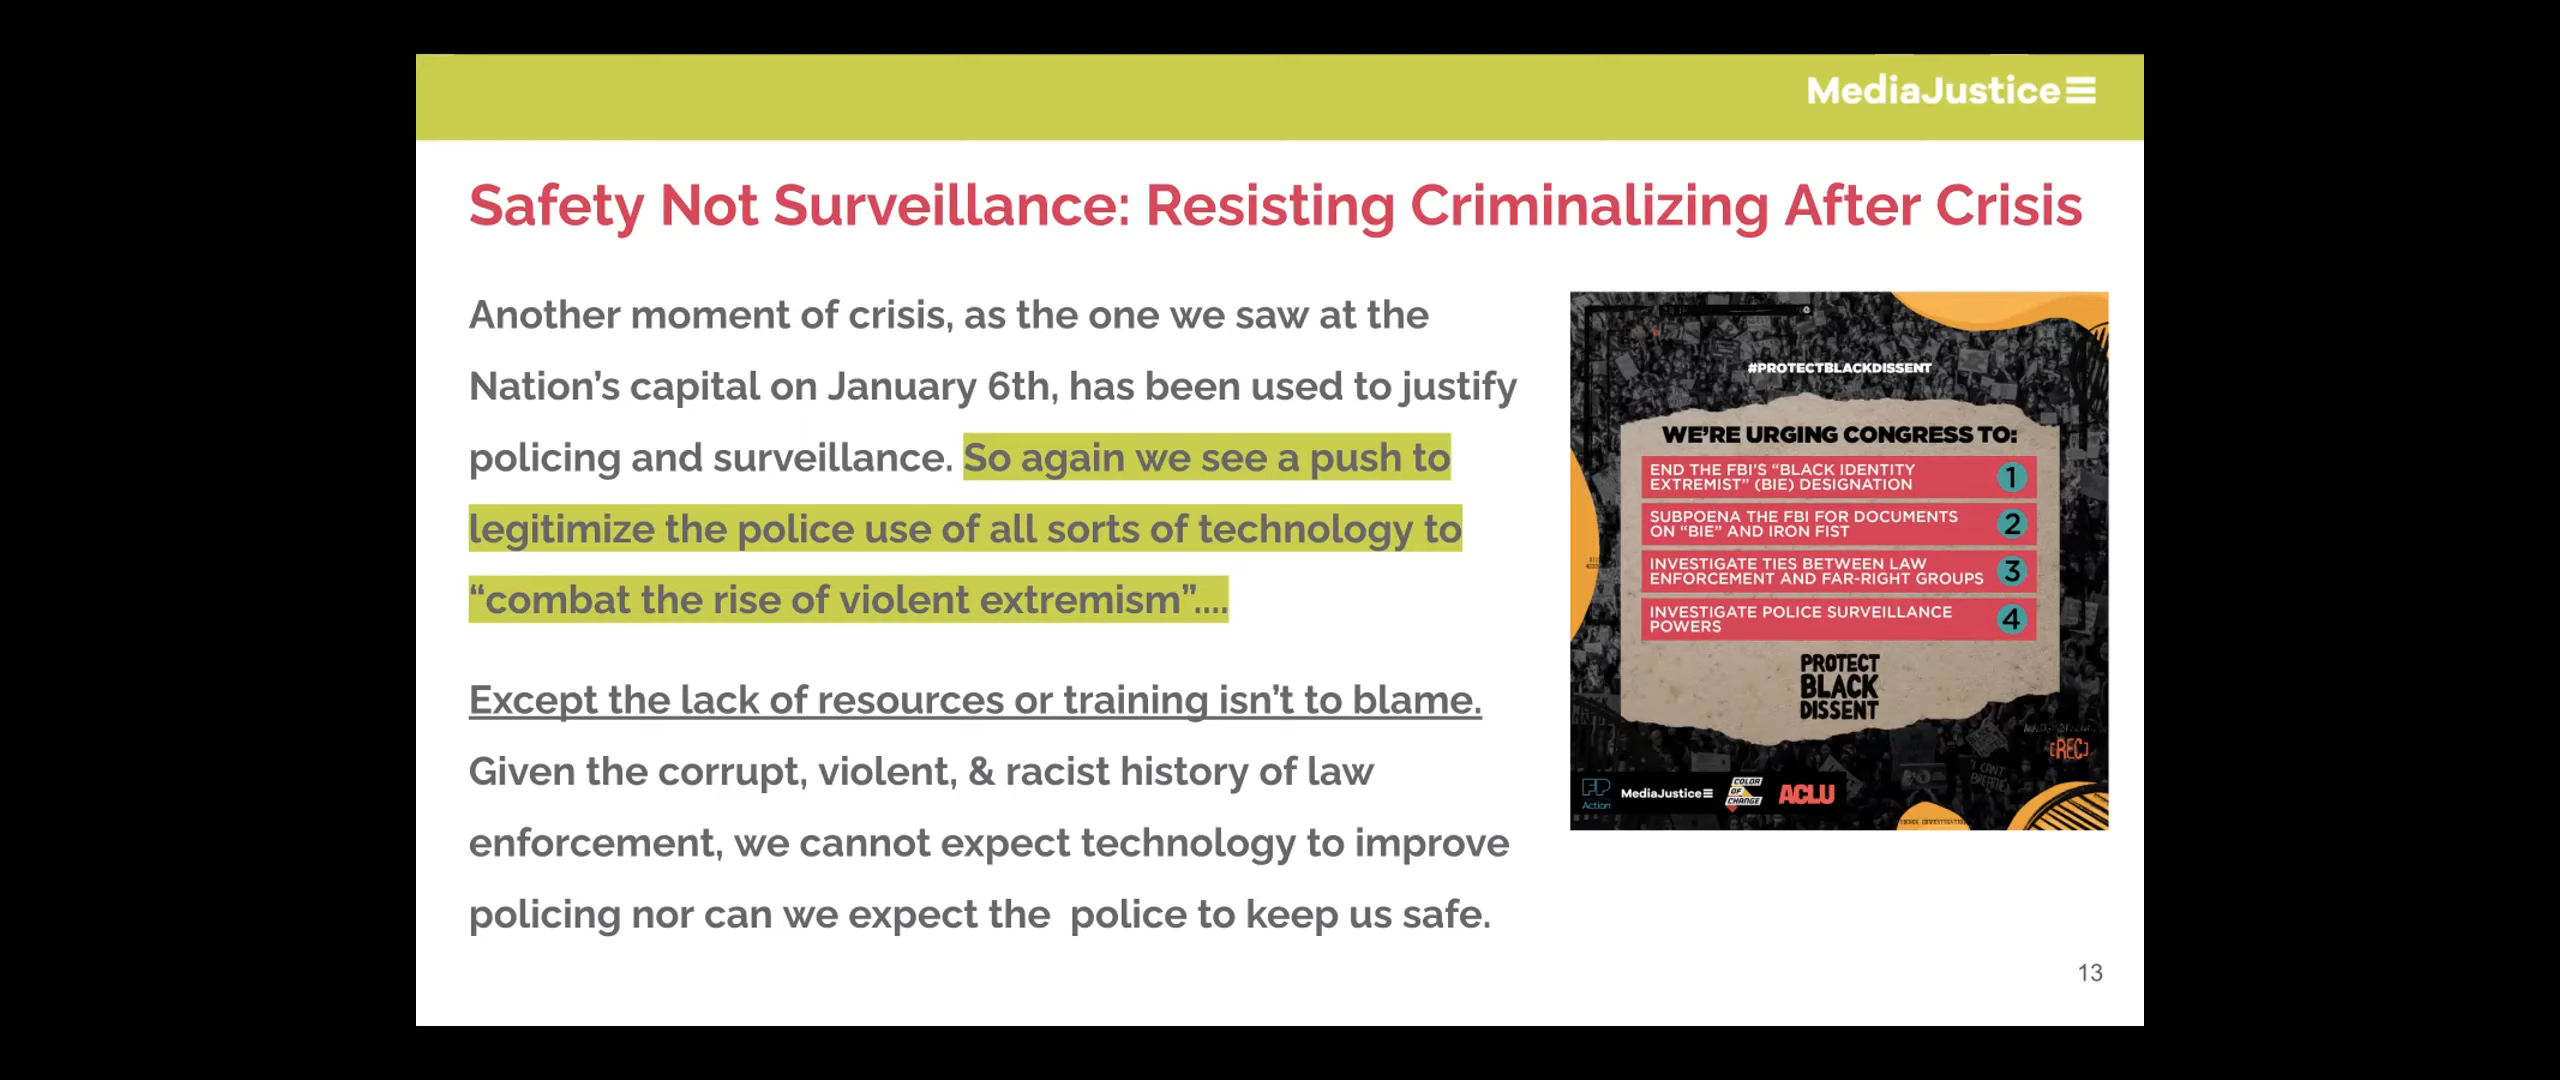 MediaJustice
Safety Not Surveillance: Resisting Criminalizing After Crisis
Another moment of crisis, as the one we saw at the
Nation’s capital on January 6th, has been used to justify
policing and surveillance. So again we see a push to
legitimize the police use of all sorts of technology to
“combat the rise of violent extremism”....
Except the lack of resources or training isn’t to blame.
Given the corrupt, violent, & racist history of law
enforcement, we cannot expect technology to improve
policing nor can we expect the  police to keep us safe.
#PROTECTBLACKDISSENT
WE’RE URGING CONGRESS TO:
END THE FBI’S “BLACK IDENTITY
EXTREMIST” (BIE) DESIGNATION
1
SUBPOENA THE FBI FOR DOCUMENTS
ON “BIE” AND IRON FIST
2
INVESTIGATE TIES BETWEEN LAW
ENFORCEMENT AND FAR-RIGHT GROUPS
3
INVESTIGATE POLICE SURVEILLANCE
POWERS
4
PROTECT
BLACK
DISSENT
[REC]
I CAN'T
BREATHE
FP
Action
MediaJustice
COLOR
OF
CHANGE
ACLU
13